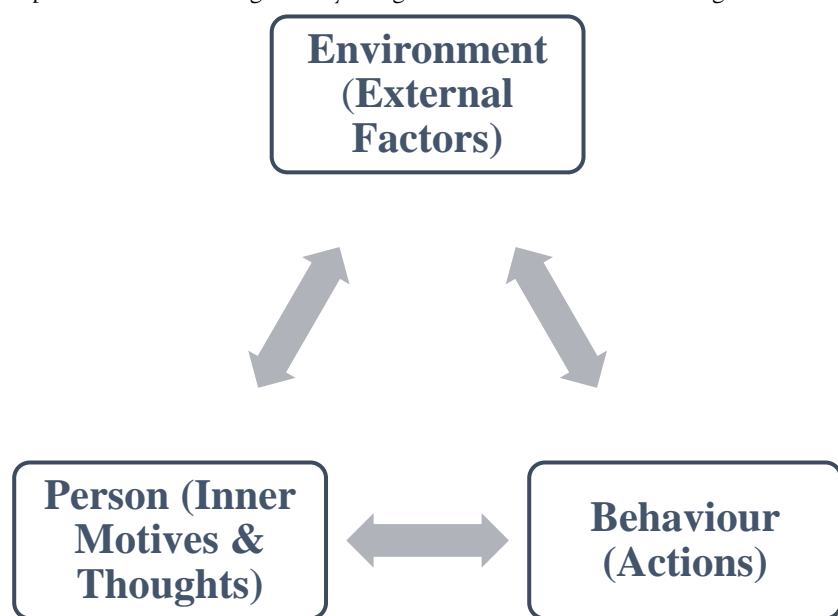 Environment
(External
Factors)
Person (Inner
Motives &
Thoughts)
Behaviour
(Actions)